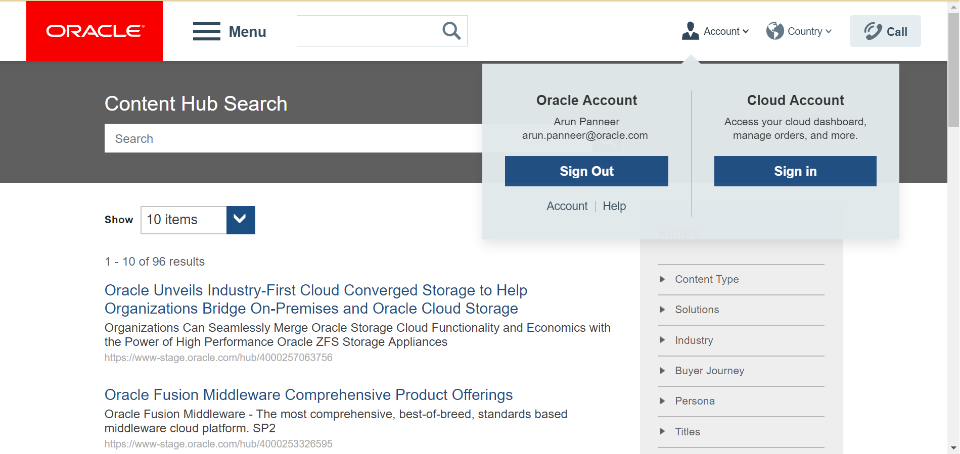 ORACLE
Menu
Account
Country
Call
Content Hub Search
Search
Oracle Account
Arun Panneer
arun.panneer@oracle.com
Sign Out
Account | Help
Cloud Account
Access your cloud dashboard,
manage orders, and more.
Sign in
Show
10 items
1 - 10 of 96 results
Oracle Unveils Industry-First Cloud Converged Storage to Help
Organizations Bridge On-Premises and Oracle Cloud Storage
Organizations Can Seamlessly Merge Oracle Storage Cloud Functionality and Economics with
the Power of High Performance Oracle ZFS Storage Appliances
https://www-stage.oracle.com/hub/4000257063756
Oracle Fusion Middleware Comprehensive Product Offerings
Oracle Fusion Middleware - The most comprehensive, best-of-breed, standards based
middleware cloud platform. SP2
https://www-stage.oracle.com/hub/4000253326595
Content Type
Solutions
Industry
Buyer Journey
Persona
Titles